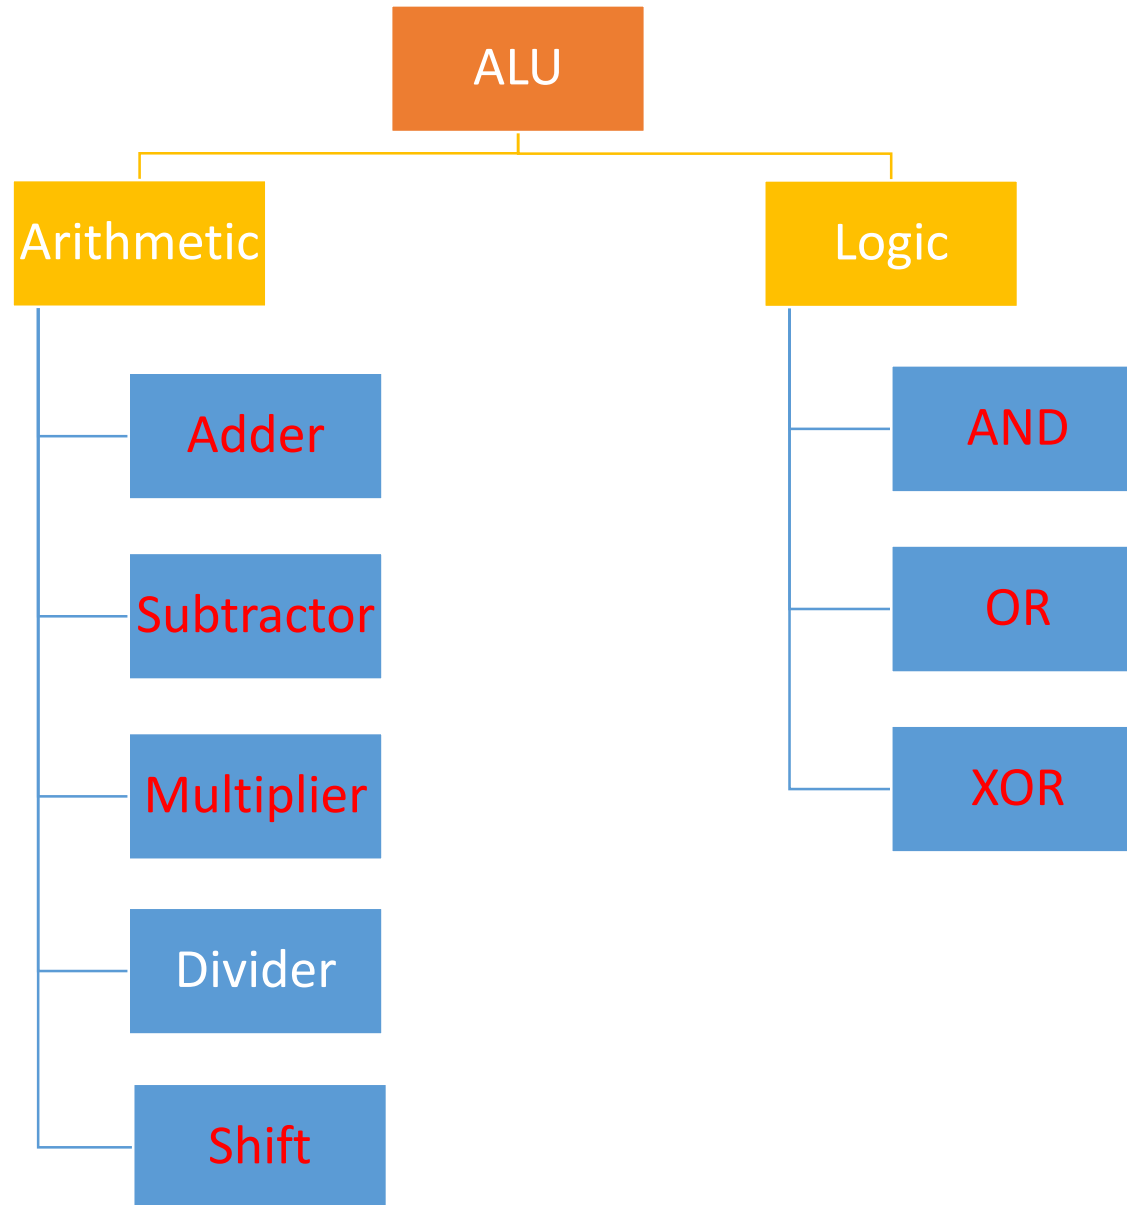 ALU
Arithmetic
Logic
Adder
Subtractor
Multiplier
Divider
Shift
AND
OR
XOR